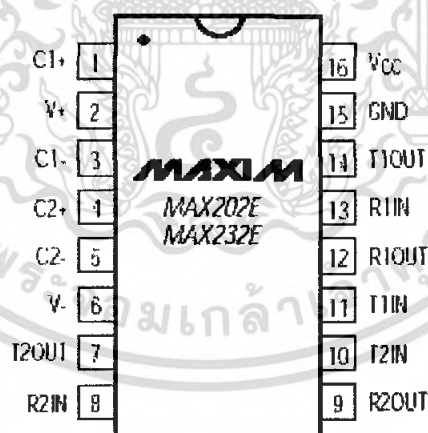 C1+ 1
V+ 2
C1- 3
C2+ 4
C2- 5
V- 6
T2OUT 7
R2IN 8
MAXIM
MAX202E
MAX232E
16 Vcc
15 GND
14 T1OUT
13 R1IN
12 R1OUT
11 T1IN
10 T2IN
9 R2OUT